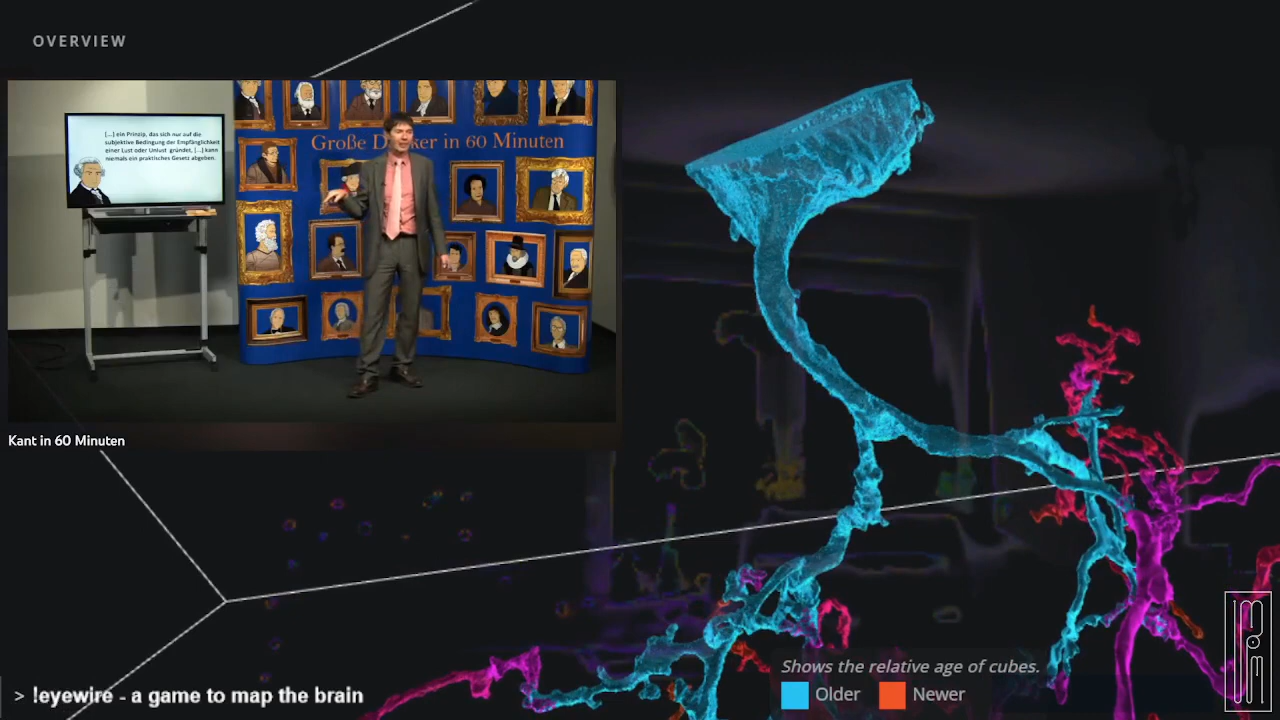 OVERVIEW
[...] ein Prinzip, das sich nur auf die
subjektive Bedingung der Empfänglichkeit
einer Lust oder Unlust gründet, [...] kann
niemals ein praktisches Gesetz abgeben.
Große D ker in 60 Minuten
Kant in 60 Minuten
Shows the relative age of cubes.
Older Newer
> !eyewire - a game to map the brain